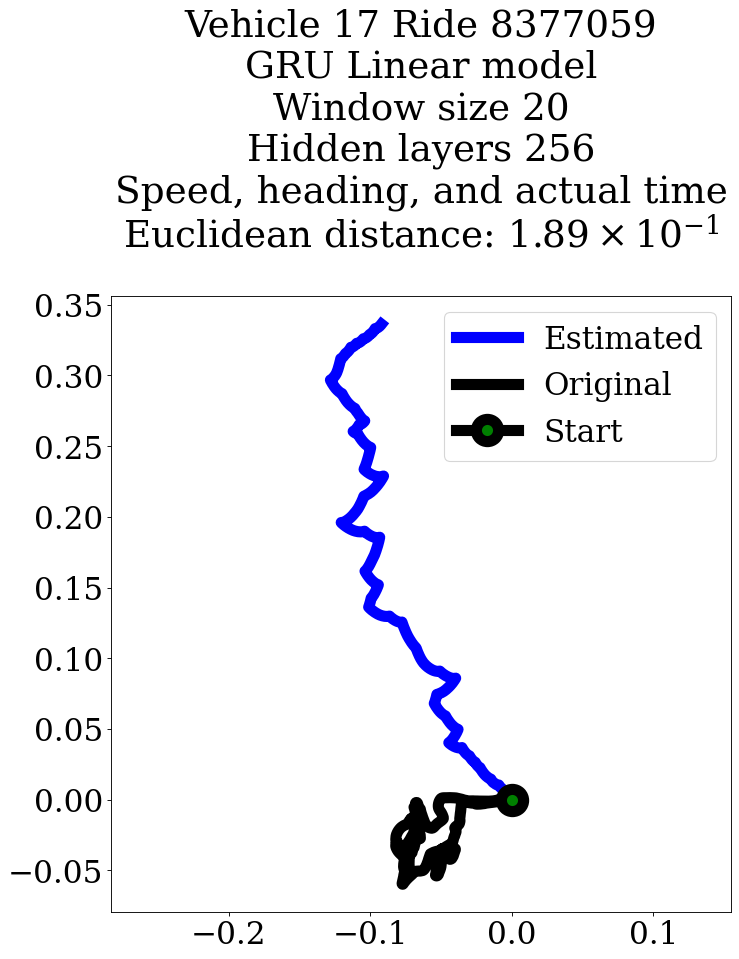 Vehicle 17 Ride 8377059
GRU Linear model
Window size 20
Hidden layers 256
Speed, heading, and actual time
Euclidean distance: 1.89 × 10⁻¹
0.35
0.30
0.25
0.20
0.15
0.10
0.05
0.00
−0.05
Estimated
Original
Start
−0.2 −0.1 0.0 0.1